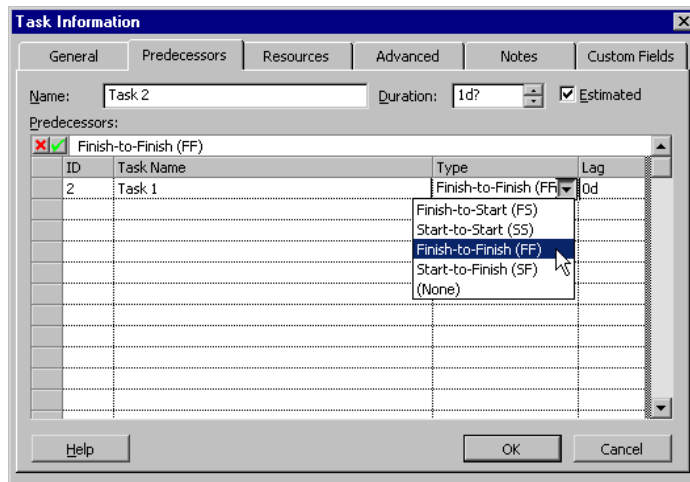 Task Information
General Predecessors Resources Advanced Notes Custom Fields
Name: Task 2 Duration: 1d? Estimated
Predecessors:
Finish-to-Finish (FF)
ID Task Name Type Lag
2 Task 1 Finish-to-Finish (FF 0d
Finish-to-Start (FS)
Start-to-Start (SS)
Finish-to-Finish (FF)
Start-to-Finish (SF)
(None)
Help OK Cancel